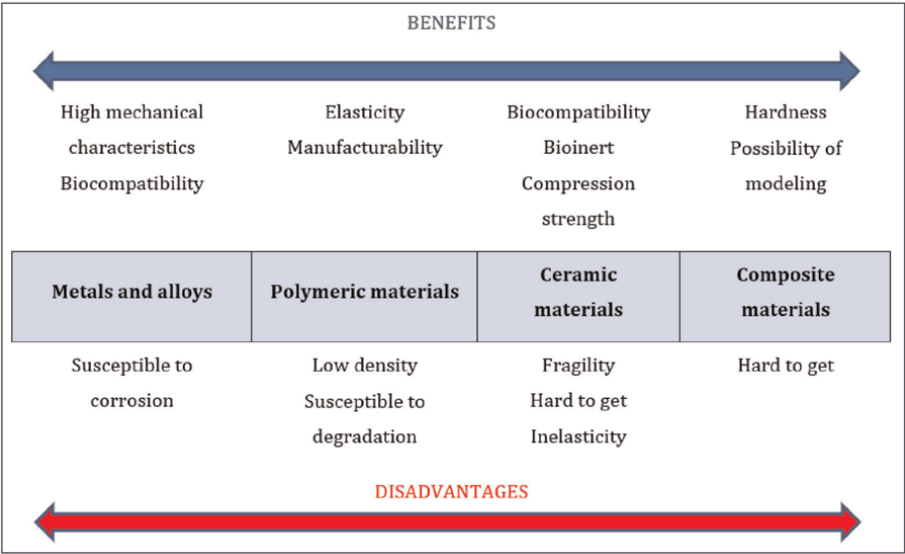 BENEFITS
High mechanical
characteristics
Biocompatibility
Elasticity
Manufacturability
Biocompatibility
Bioinert
Compression
strength
Hardness
Possibility of
modeling
Metals and alloys
Polymeric materials
Ceramic
materials
Composite
materials
Susceptible to
corrosion
Low density
Susceptible to
degradation
Fragility
Hard to get
Inelasticity
Hard to get
DISADVANTAGES